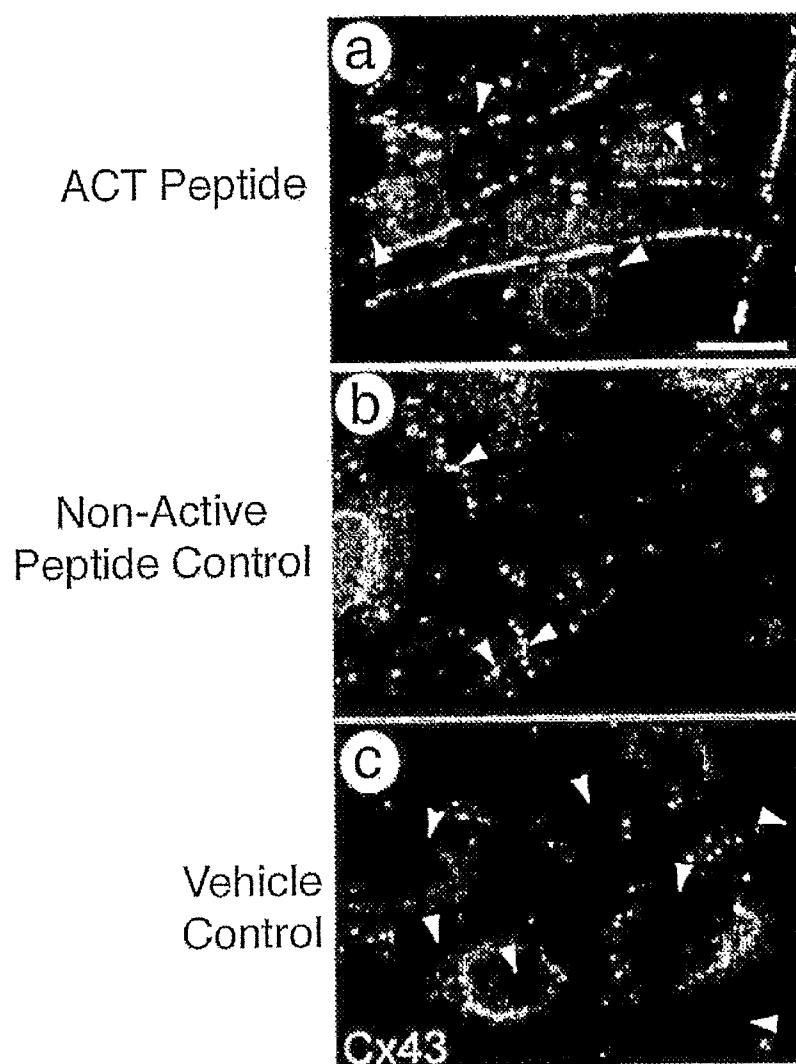 a
ACT Peptide
b
Non-Active
Peptide Control
c
Vehicle
Control
Cx43